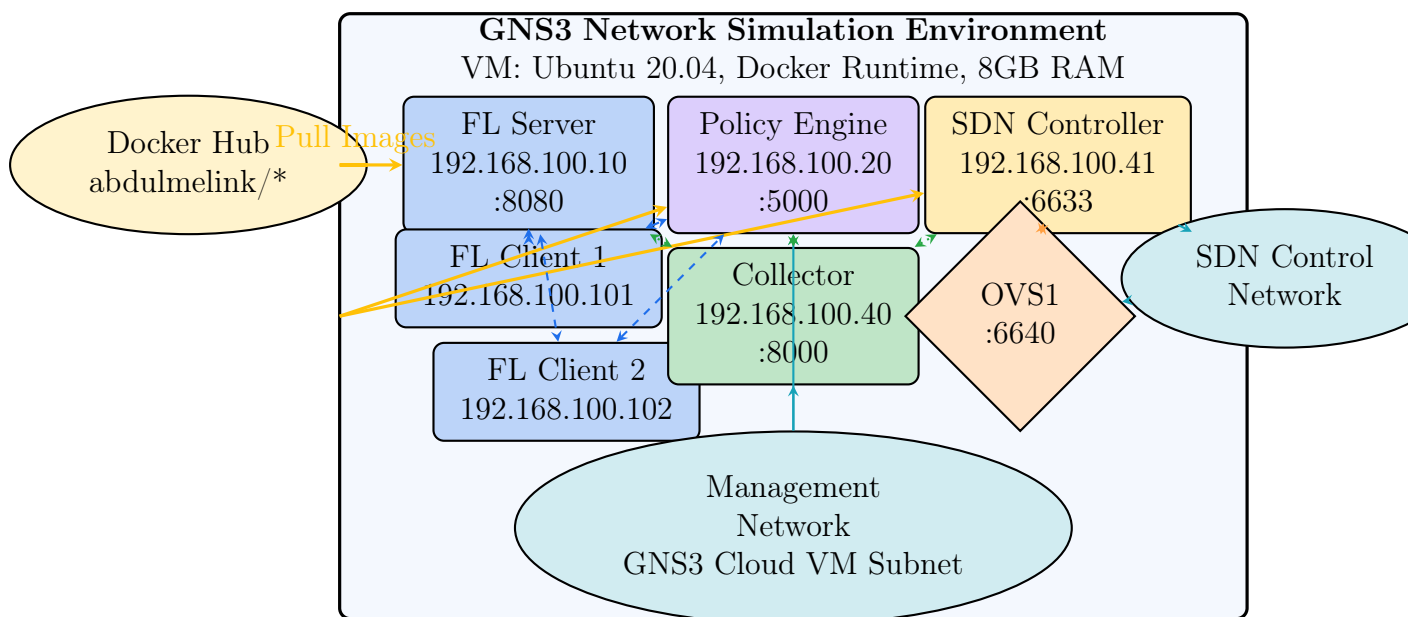 GNS3 Network Simulation Environment
VM: Ubuntu 20.04, Docker Runtime, 8GB RAM
Docker Hub
abdulmelink/*
Pull Images
FL Server
192.168.100.10
:8080
Policy Engine
192.168.100.20
:5000
SDN Controller
192.168.100.41
:6633
FL Client 1
192.168.100.101
Collector
192.168.100.40
:8000
OVS1
:6640
SDN Control
Network
FL Client 2
192.168.100.102
Management
Network
GNS3 Cloud VM Subnet